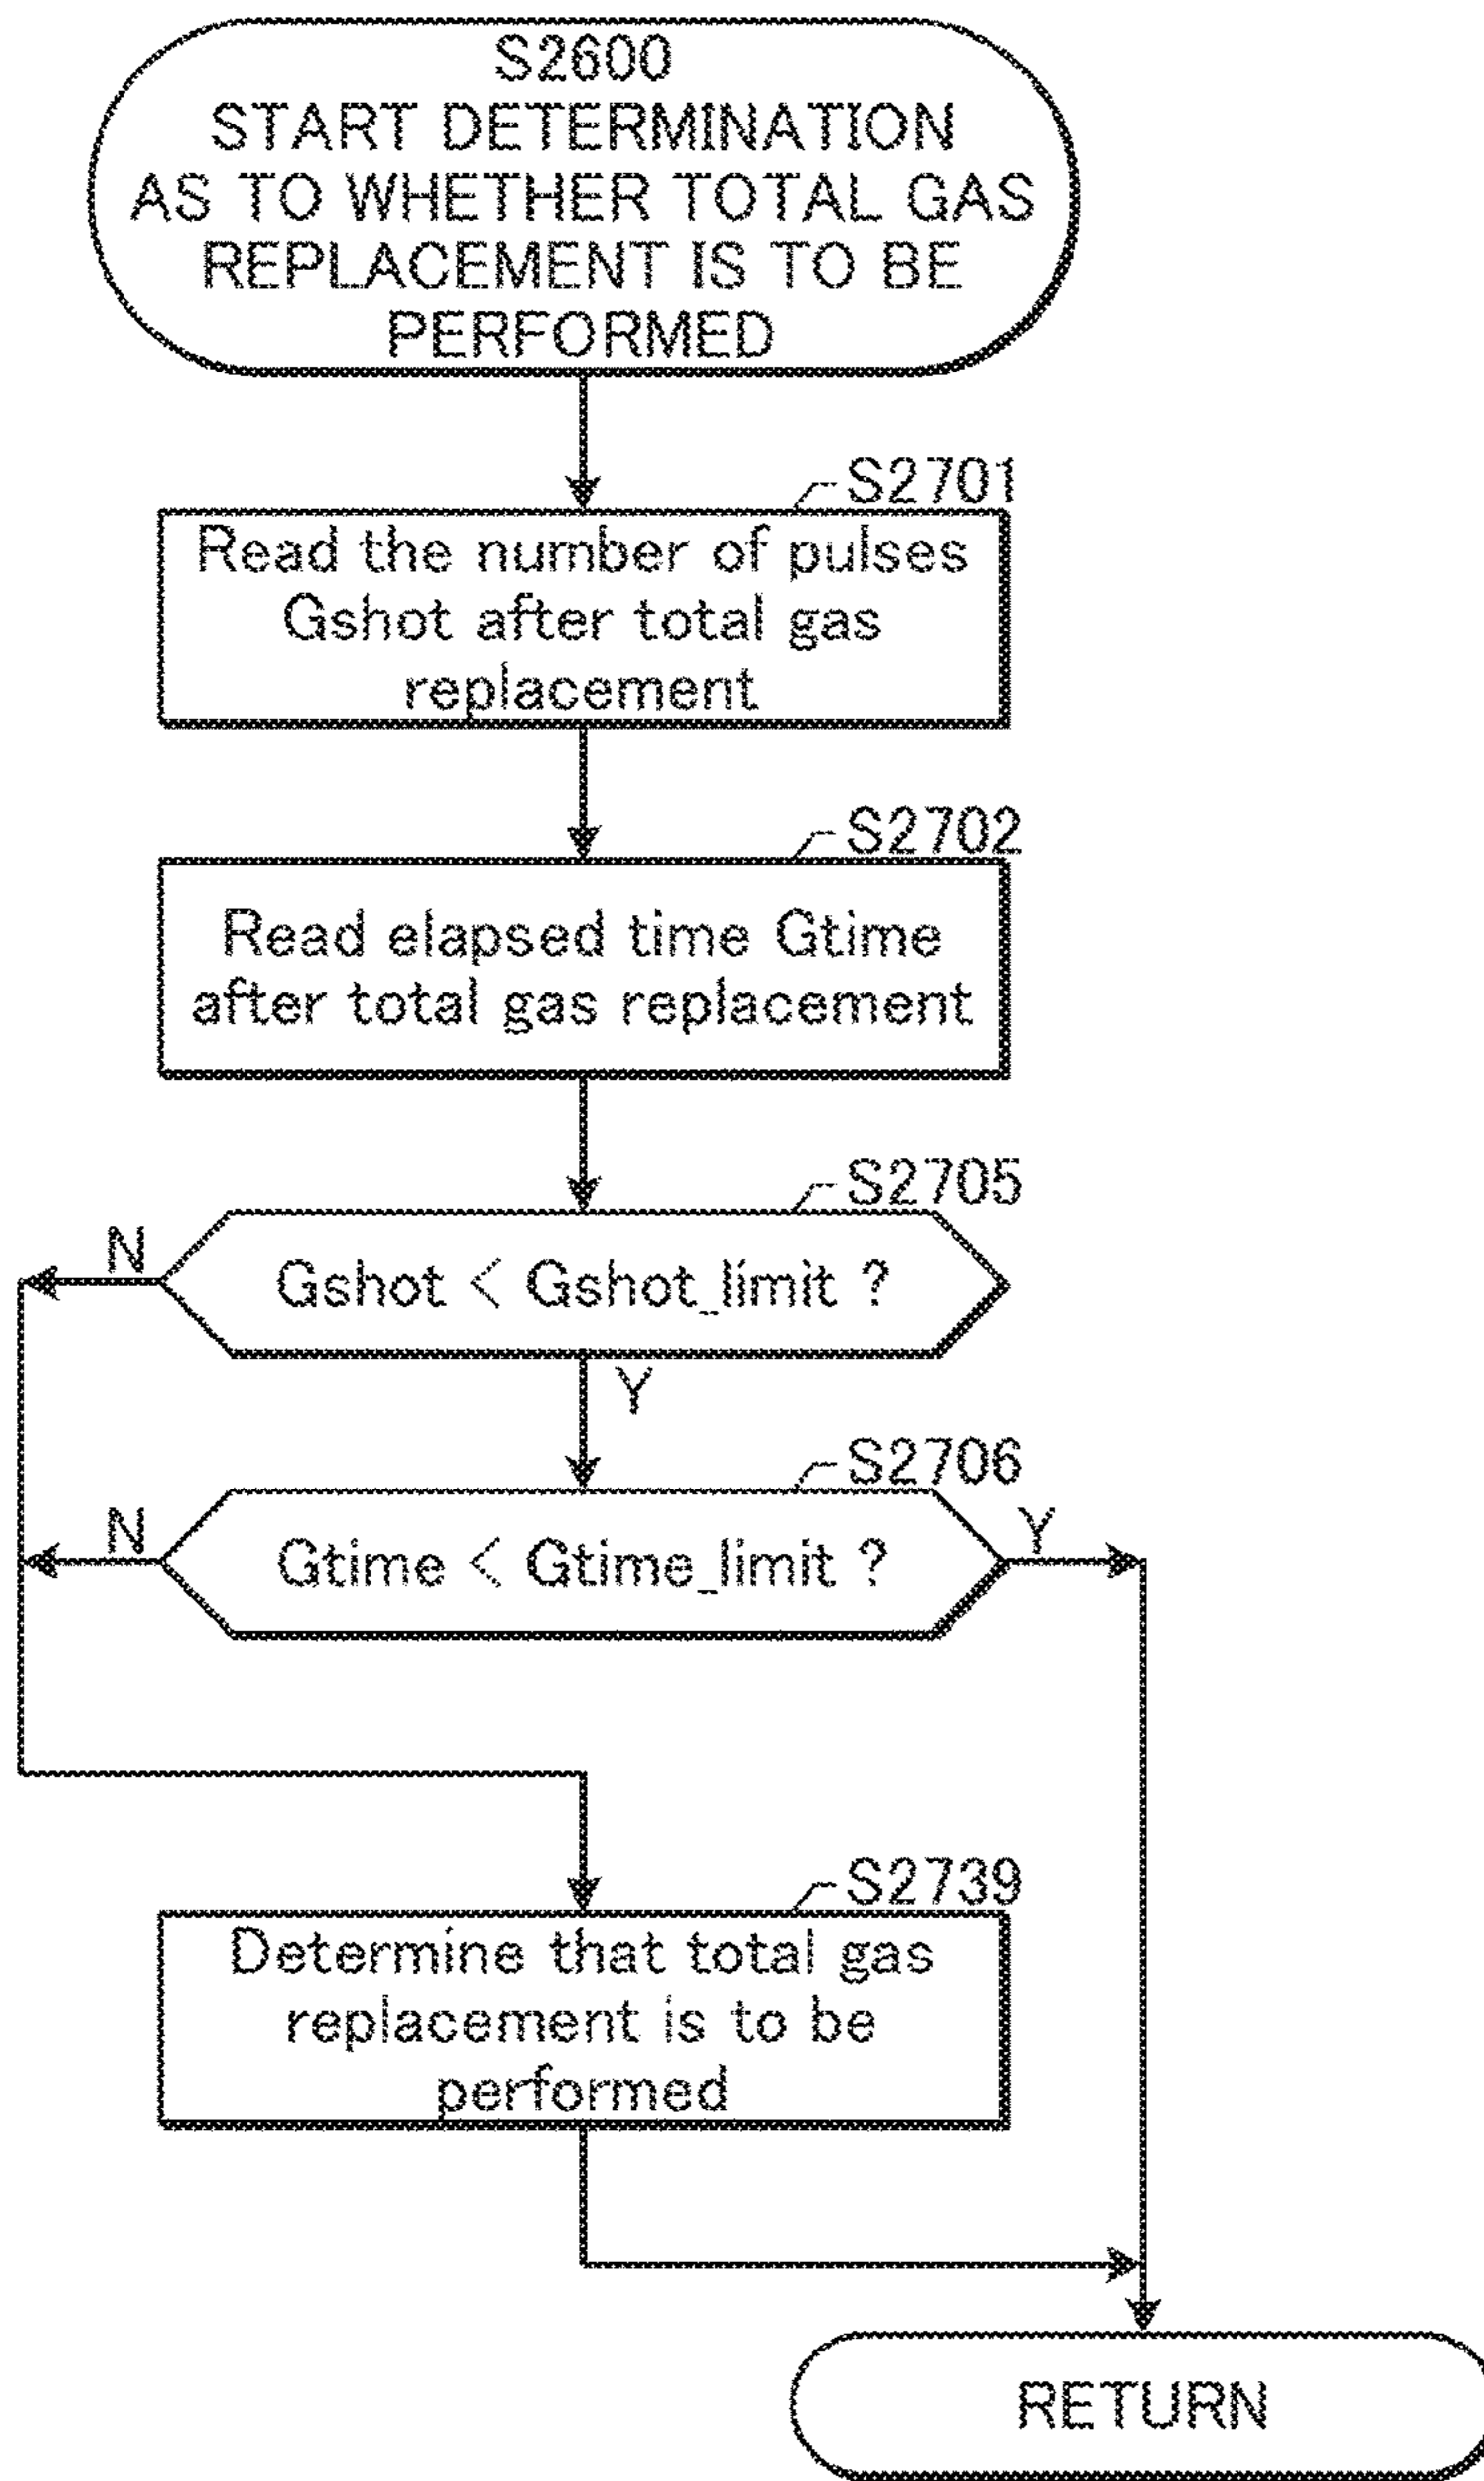 S2600
START DETERMINATION
AS TO WHETHER TOTAL GAS
REPLACEMENT IS TO BE
PERFORMED
S2701
Read the number of pulses
Gshot after total gas
replacement
S2702
Read elapsed time Gtime
after total gas replacement
S2705
N
Gshot < Gshot_limit ?
Y
S2706
N
Gtime < Gtime_limit ?
Y
S2739
Determine that total gas
replacement is to be
performed
RETURN